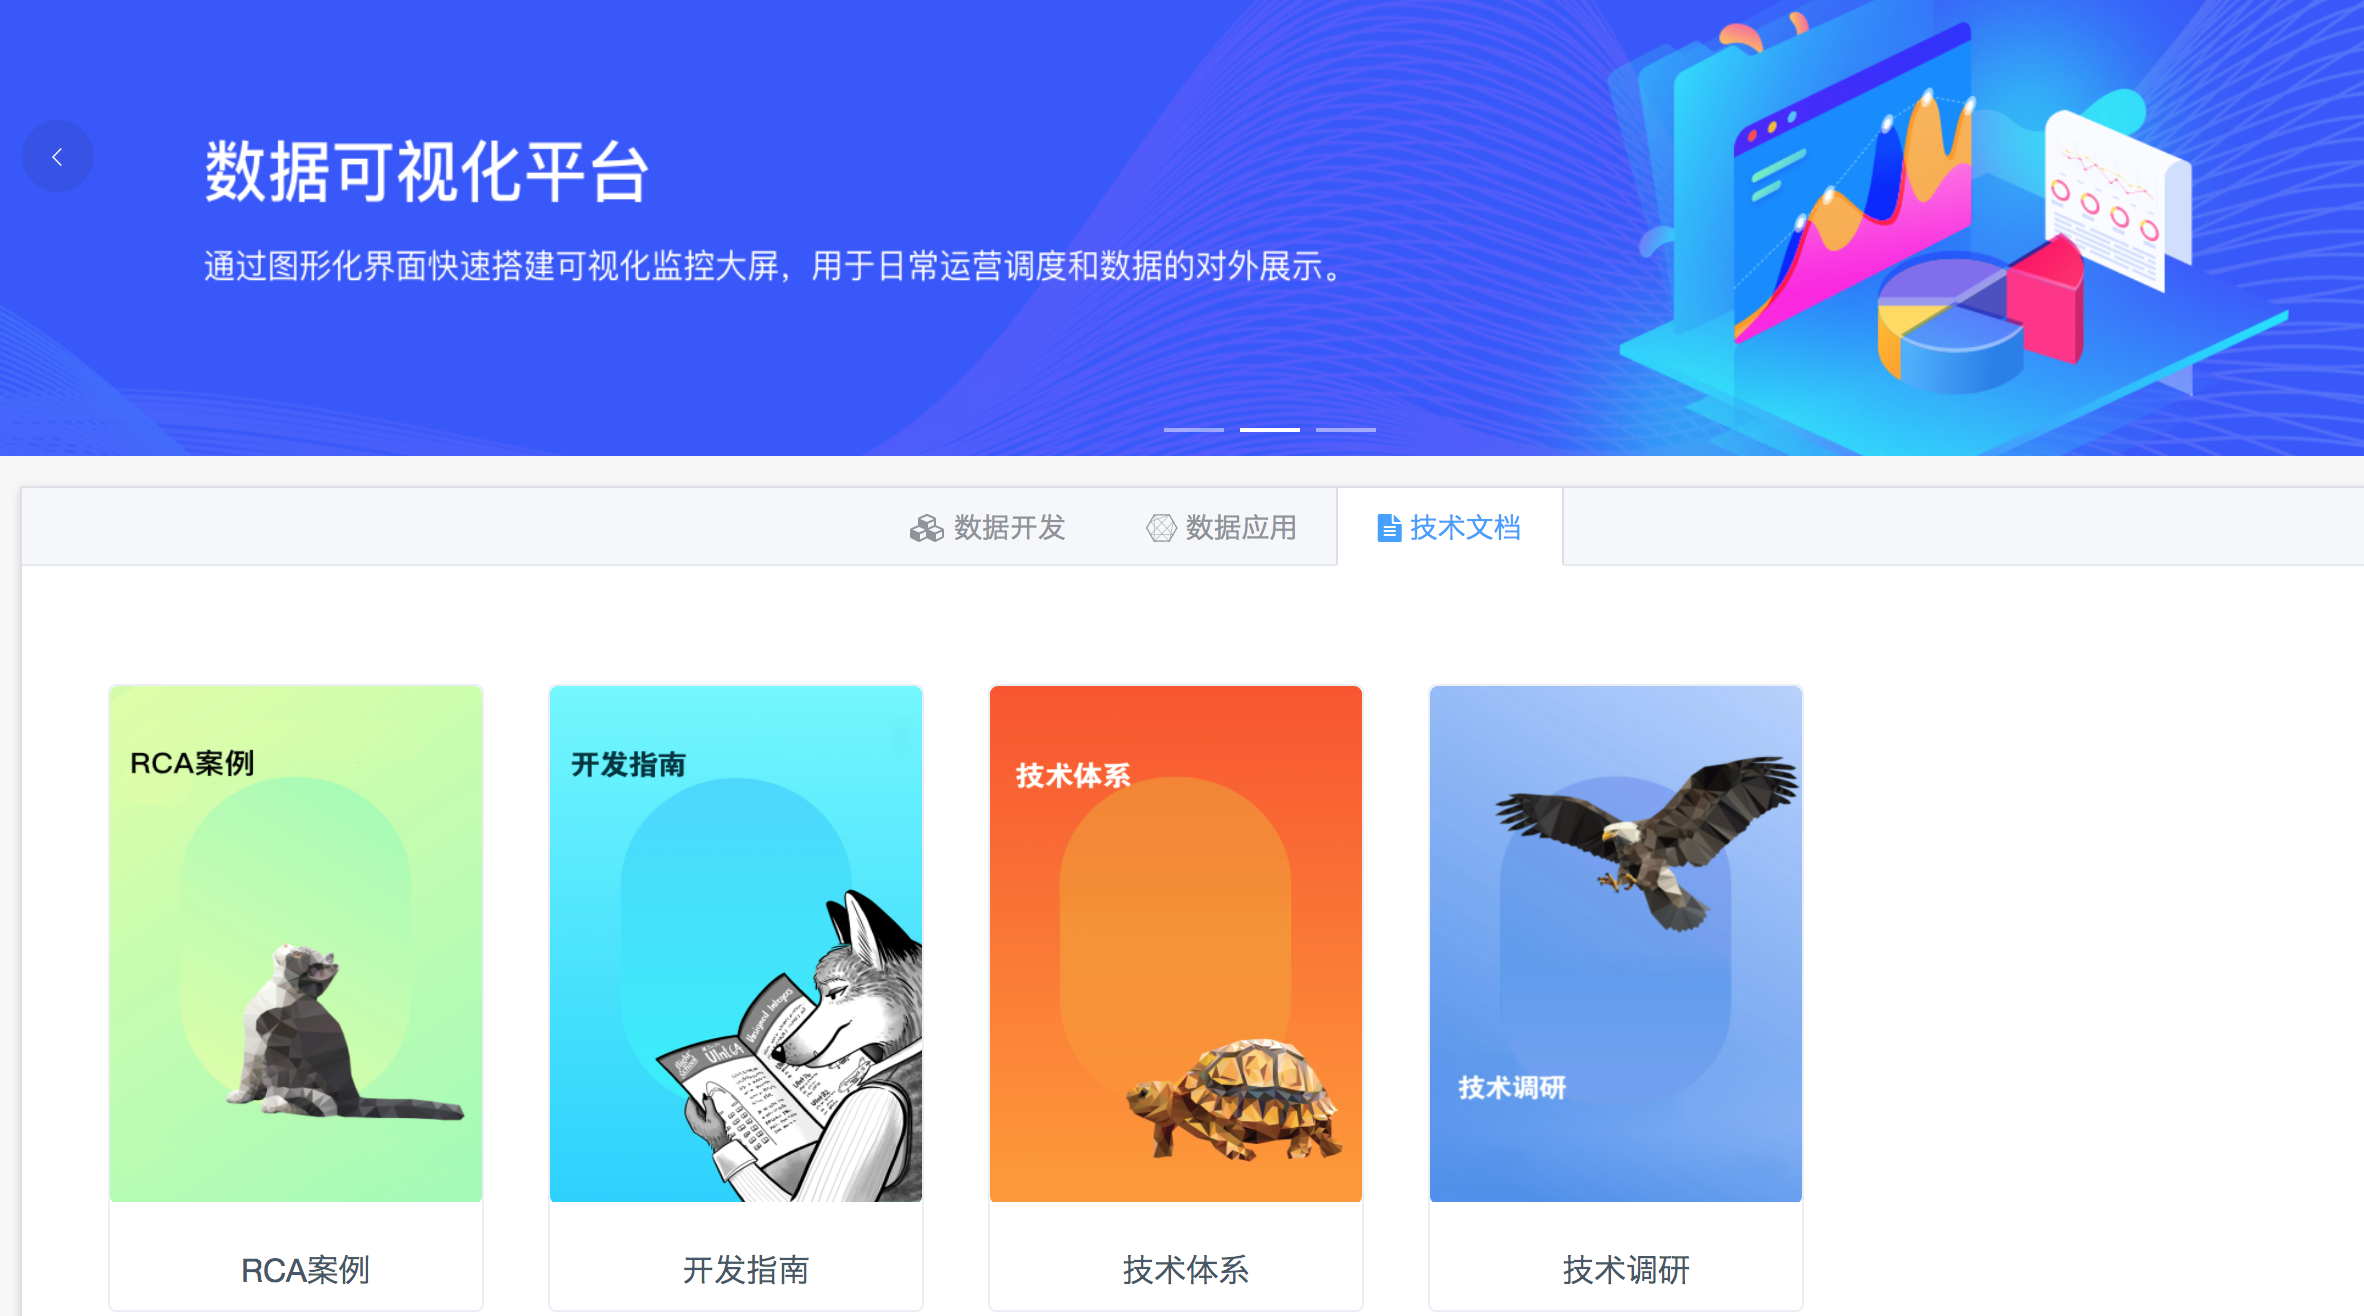 数据可视化平台
通过图形化界面快速搭建可视化监控大屏，用于日常运营调度和数据的对外展示。
数据开发
数据应用
技术文档
RCA案例
开发指南
技术体系
技术调研
Unsigned Integers
UInt64
RCA案例
开发指南
技术体系
技术调研